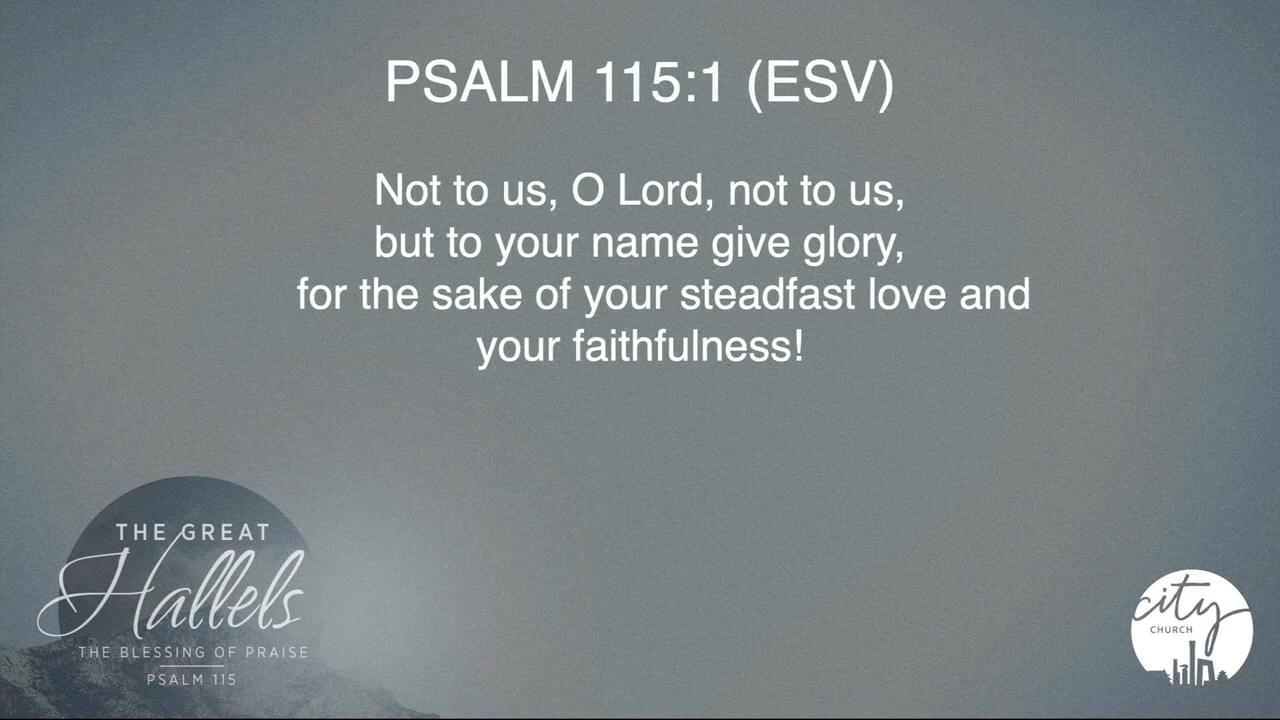 PSALM 115:1 (ESV)
Not to us, O Lord, not to us,
but to your name give glory,
for the sake of your steadfast love and
your faithfulness!
THE GREAT
Hallels
THE BLESSING OF PRAISE
PSALM 115
city
CHURCH